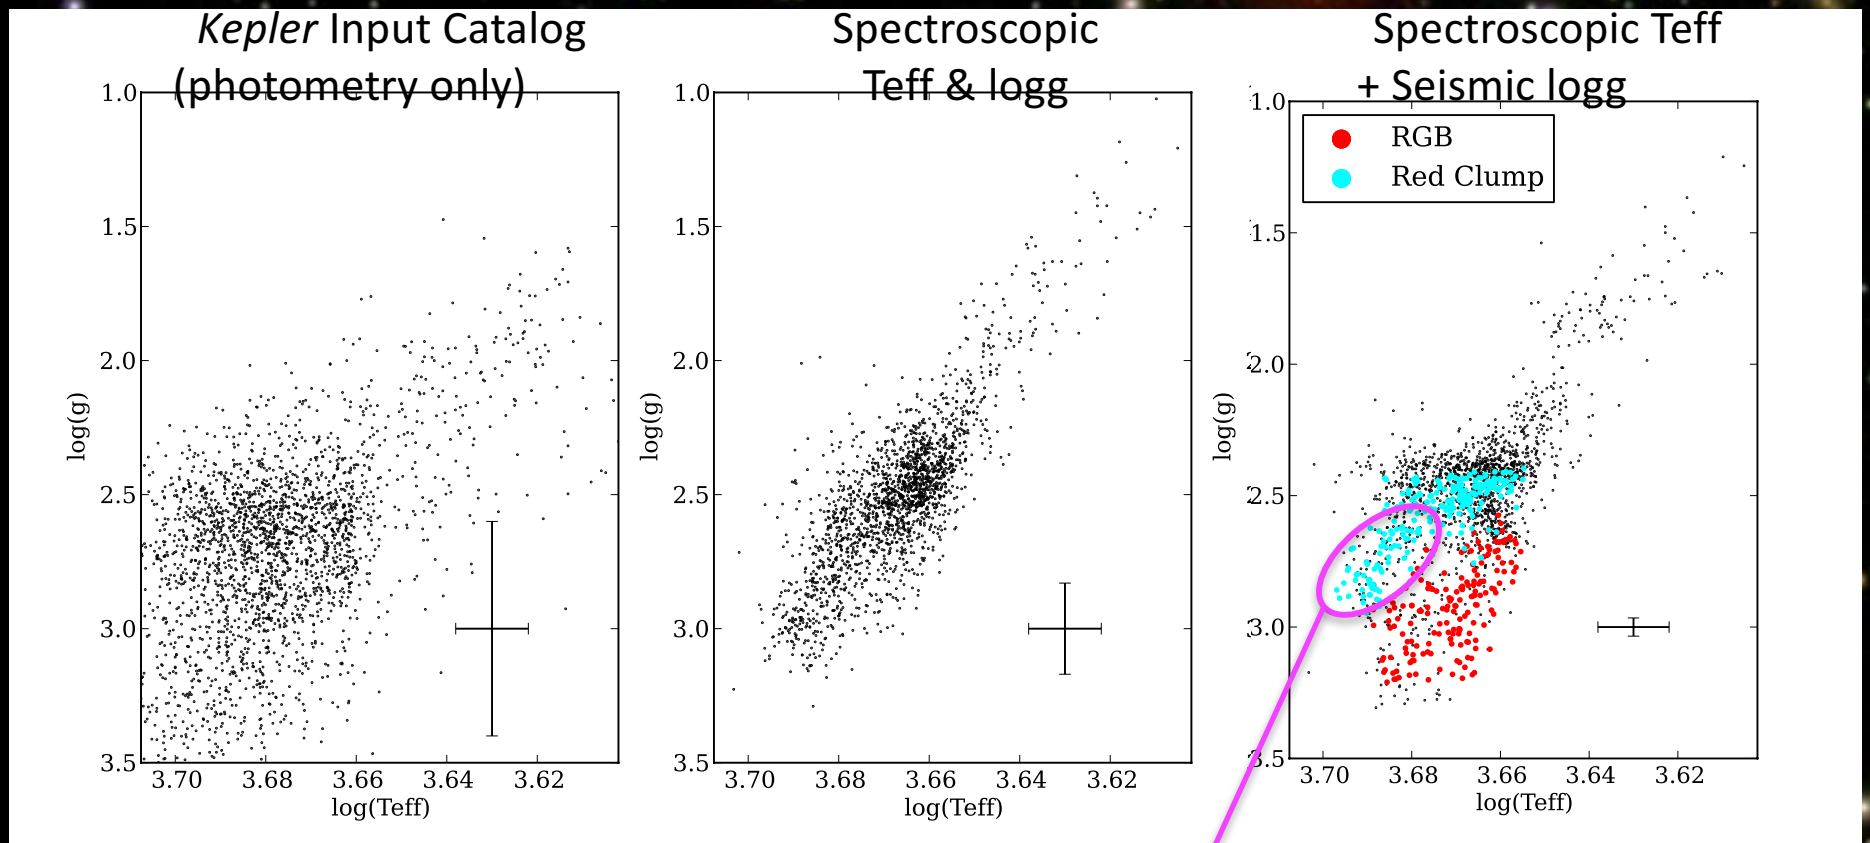 Kepler Input Catalog
(photometry only)
1.0
1.5
2.0
2.5
3.0
3.5
log(g)
3.70 3.68 3.66 3.64 3.62
log(Teff)
Spectroscopic
Teff & logg
1.0
1.5
2.0
2.5
3.0
3.5
log(g)
3.70 3.68 3.66 3.64 3.62
log(Teff)
Spectroscopic Teff
+ Seismic logg
RGB
Red Clump
1.0
1.5
2.0
2.5
3.0
3.5
log(g)
3.70 3.68 3.66 3.64 3.62
log(Teff)